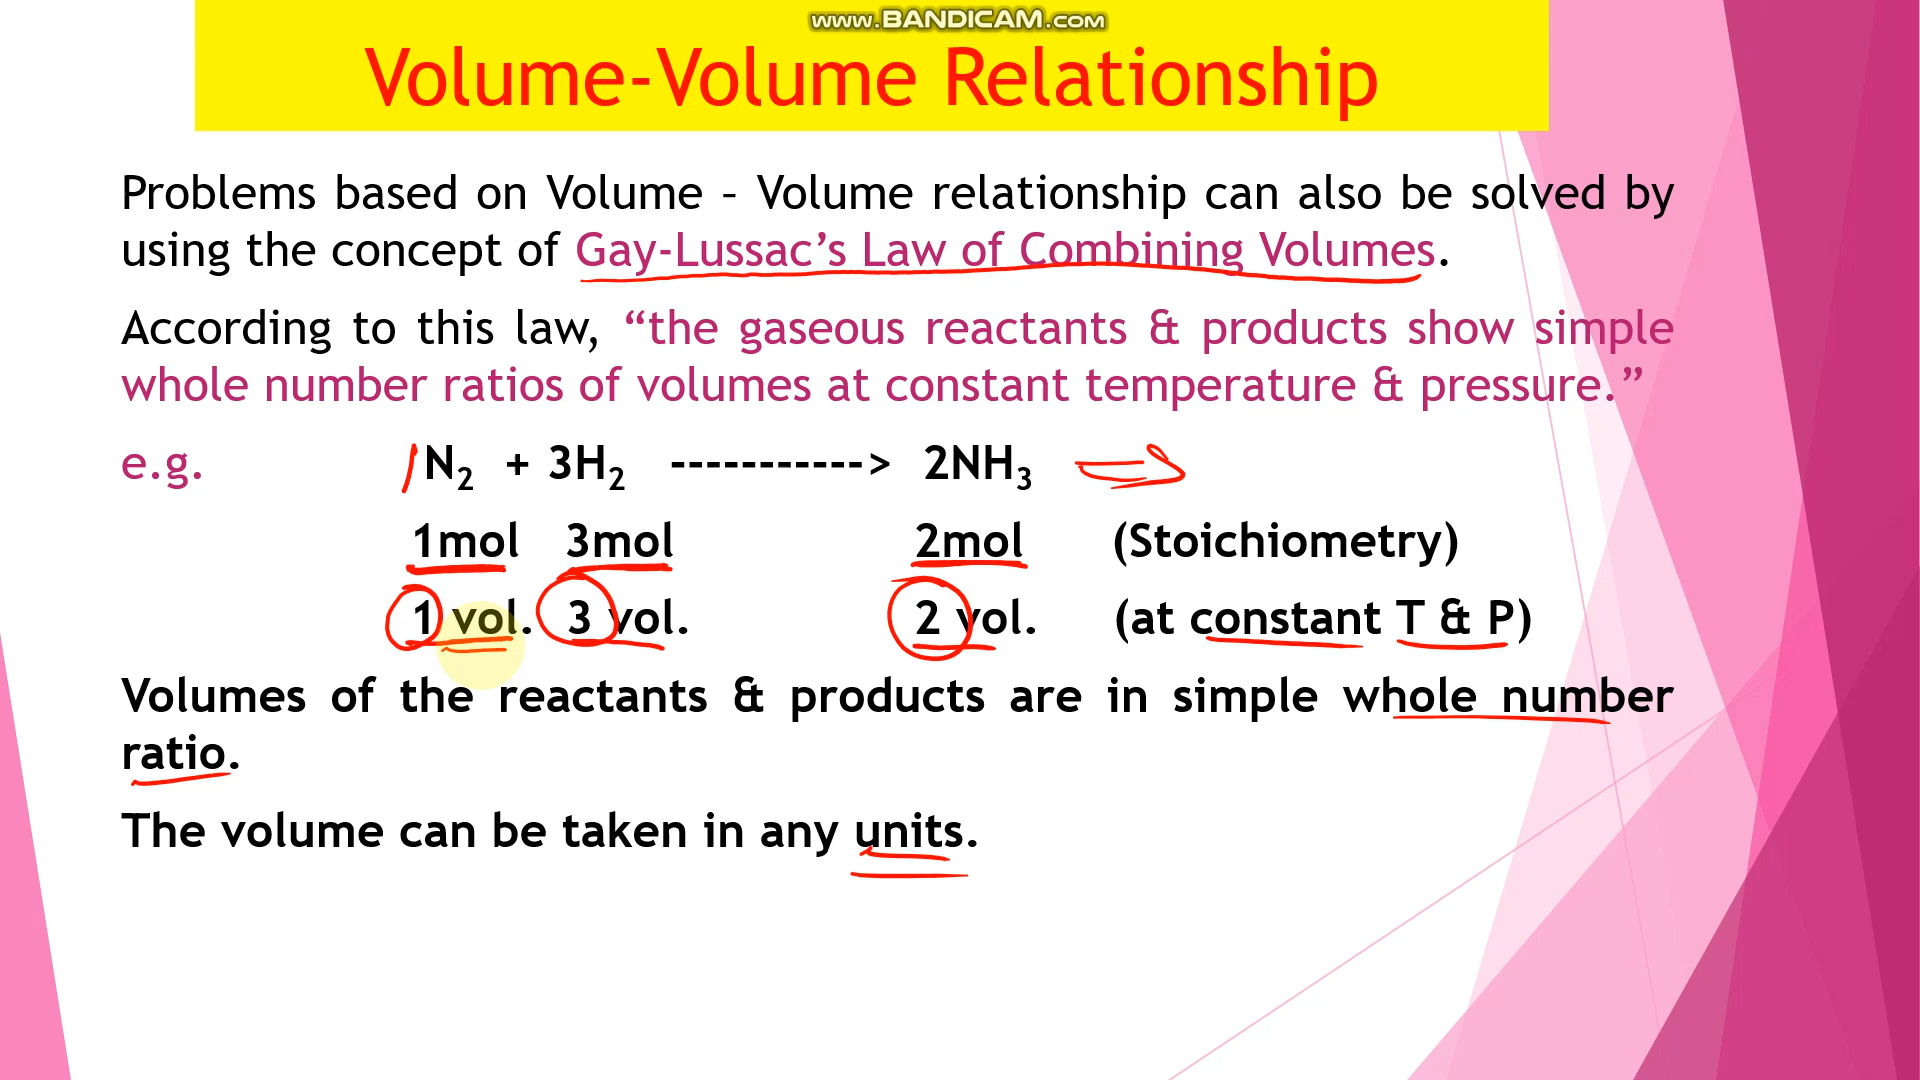 www.BANDICAM.com
Volume-Volume Relationship
Problems based on Volume – Volume relationship can also be solved by
using the concept of Gay-Lussac’s Law of Combining Volumes.
According to this law, “the gaseous reactants & products show simple
whole number ratios of volumes at constant temperature & pressure.”
e.g. 1 N₂ + 3H₂ -----------> 2NH₃
1mol 3mol 2mol (Stoichiometry)
1 vol. 3 vol. 2 vol. (at constant T & P)
Volumes of the reactants & products are in simple whole number
ratio.
The volume can be taken in any units.